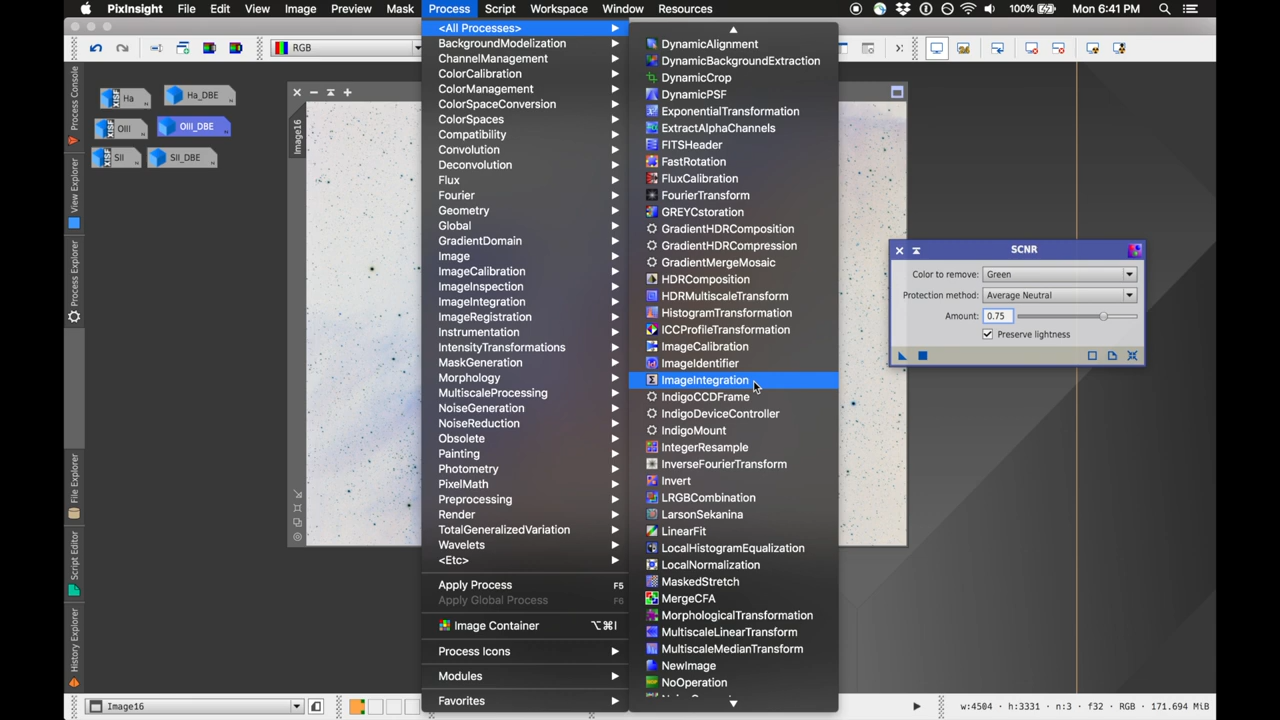 PixInsight File Edit View Image Preview Mask Process Script Workspace Window Resources 100% Mon 6:41 PM
RGB
Process Console
View Explorer
Process Explorer
File Explorer
Script Editor
History Explorer
Ha
Ha_DBE
OIII
OIII_DBE
SII
SII_DBE
Image16
<All Processes>
BackgroundModelization
ChannelManagement
ColorCalibration
ColorManagement
ColorSpaceConversion
ColorSpaces
Compatibility
Convolution
Deconvolution
Flux
Fourier
Geometry
Global
GradientDomain
Image
ImageCalibration
ImageInspection
ImageIntegration
ImageRegistration
Instrumentation
IntensityTransformations
MaskGeneration
Morphology
MultiscaleProcessing
NoiseGeneration
NoiseReduction
Obsolete
Painting
Photometry
PixelMath
Preprocessing
Render
TotalGeneralizedVariation
Wavelets
<Etc>
Apply Process F5
Apply Global Process F6
Image Container ⌥⌘I
Process Icons
Modules
Favorites
DynamicAlignment
DynamicBackgroundExtraction
DynamicCrop
DynamicPSF
ExponentialTransformation
ExtractAlphaChannels
FITSHeader
FastRotation
FluxCalibration
FourierTransform
GREYCstoration
GradientHDRComposition
GradientHDRCompression
GradientMergeMosaic
HDRComposition
HDRMultiscaleTransform
HistogramTransformation
ICCProfileTransformation
ImageCalibration
ImageIdentifier
ImageIntegration
IndigoCCDFrame
IndigoDeviceController
IndigoMount
IntegerResample
InverseFourierTransform
Invert
LRGBCombination
LarsonSekanina
LinearFit
LocalHistogramEqualization
LocalNormalization
MaskedStretch
MergeCFA
MorphologicalTransformation
MultiscaleLinearTransform
MultiscaleMedianTransform
NewImage
NoOperation
SCNR
Color to remove: Green
Protection method: Average Neutral
Amount: 0.75
Preserve lightness
Image16
w:4504 h:3331 n:3 f32 RGB 171.694 MiB